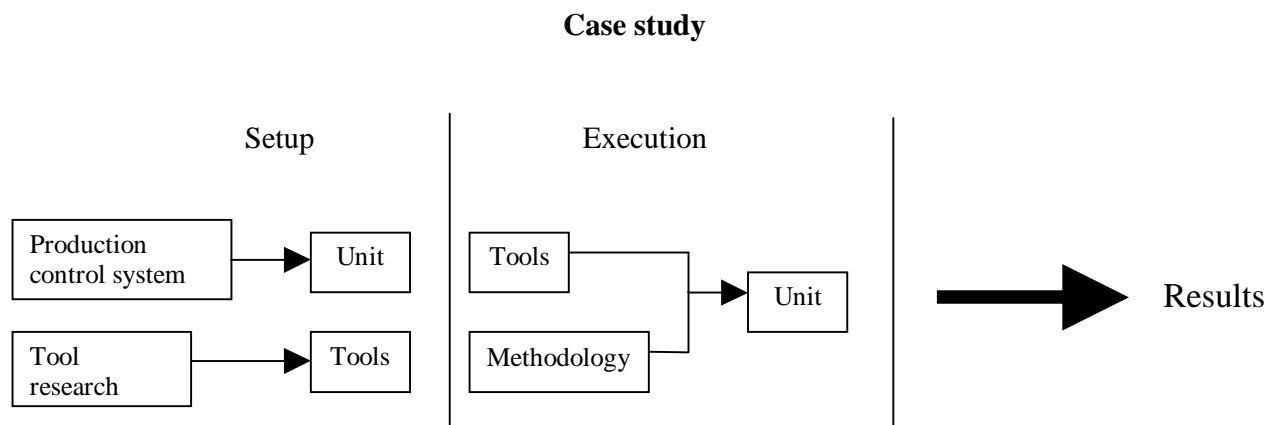 Case study
Setup
Execution
Production
control system
Unit
Tool
research
Tools
Tools
Methodology
Unit
Results